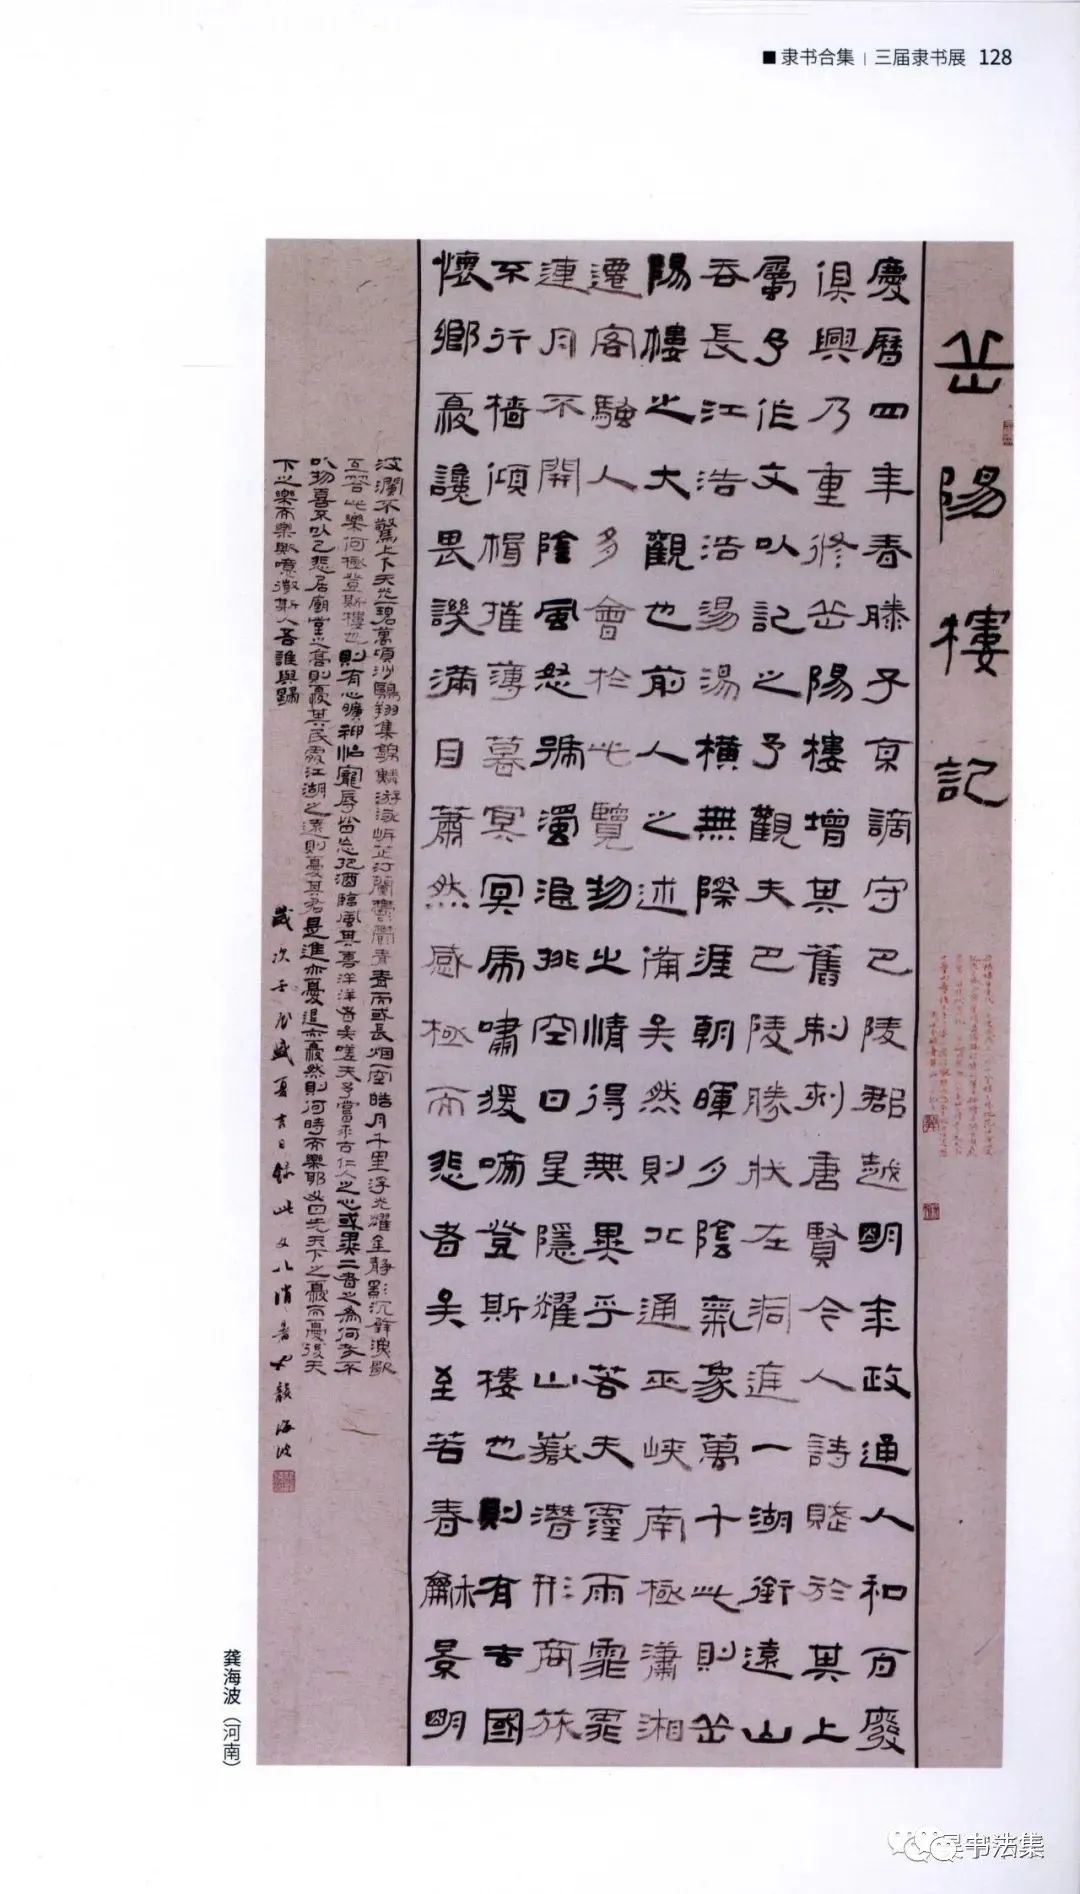 ■隶书合集 | 三届隶书展 128
岳陽樓記
慶曆四年春滕子京謫守巴陵郡越明年政通人和百廢
俱興乃重修岳陽樓增其舊制刻唐賢今人詩賦於其上
屬予作文以記之予觀夫巴陵勝狀在洞庭一湖銜遠山
吞長江浩浩湯湯橫無際涯朝暉夕陰氣象萬千此則岳
陽樓之大觀也前人之述備矣然則北通巫峽南極瀟湘
遷客騷人多會於此覽物之情得無異乎若夫霪雨霏霏
連月不開陰風怒號濁浪排空日星隱耀山嶽潛形商旅
不行檣傾楫摧薄暮冥冥虎嘯猿啼登斯樓也則有去國
懷鄉憂讒畏譏滿目蕭然感極而悲者矣至若春龢景明
波瀾不驚上下天光一碧萬頃沙鷗翔集錦鱗游泳岸芷汀蘭鬱鬱青青而或長烟一空皓月千里浮光耀金靜影沉璧漁歌
互答此樂何極登斯樓也則有心曠神怡寵辱皆忘把酒臨風其喜洋洋者矣嗟夫予嘗求古仁人之心或異二者之為何哉不
以物喜不以己悲居廟堂之高則憂其民處江湖之遠則憂其君是進亦憂退亦憂然則何時而樂耶必曰先天下之憂而憂後天
下之樂而樂歟噫微斯人吾誰與歸
歲次壬辰盛夏吉日録此文以消暑也龔海波
龚海波（河南）
书法集